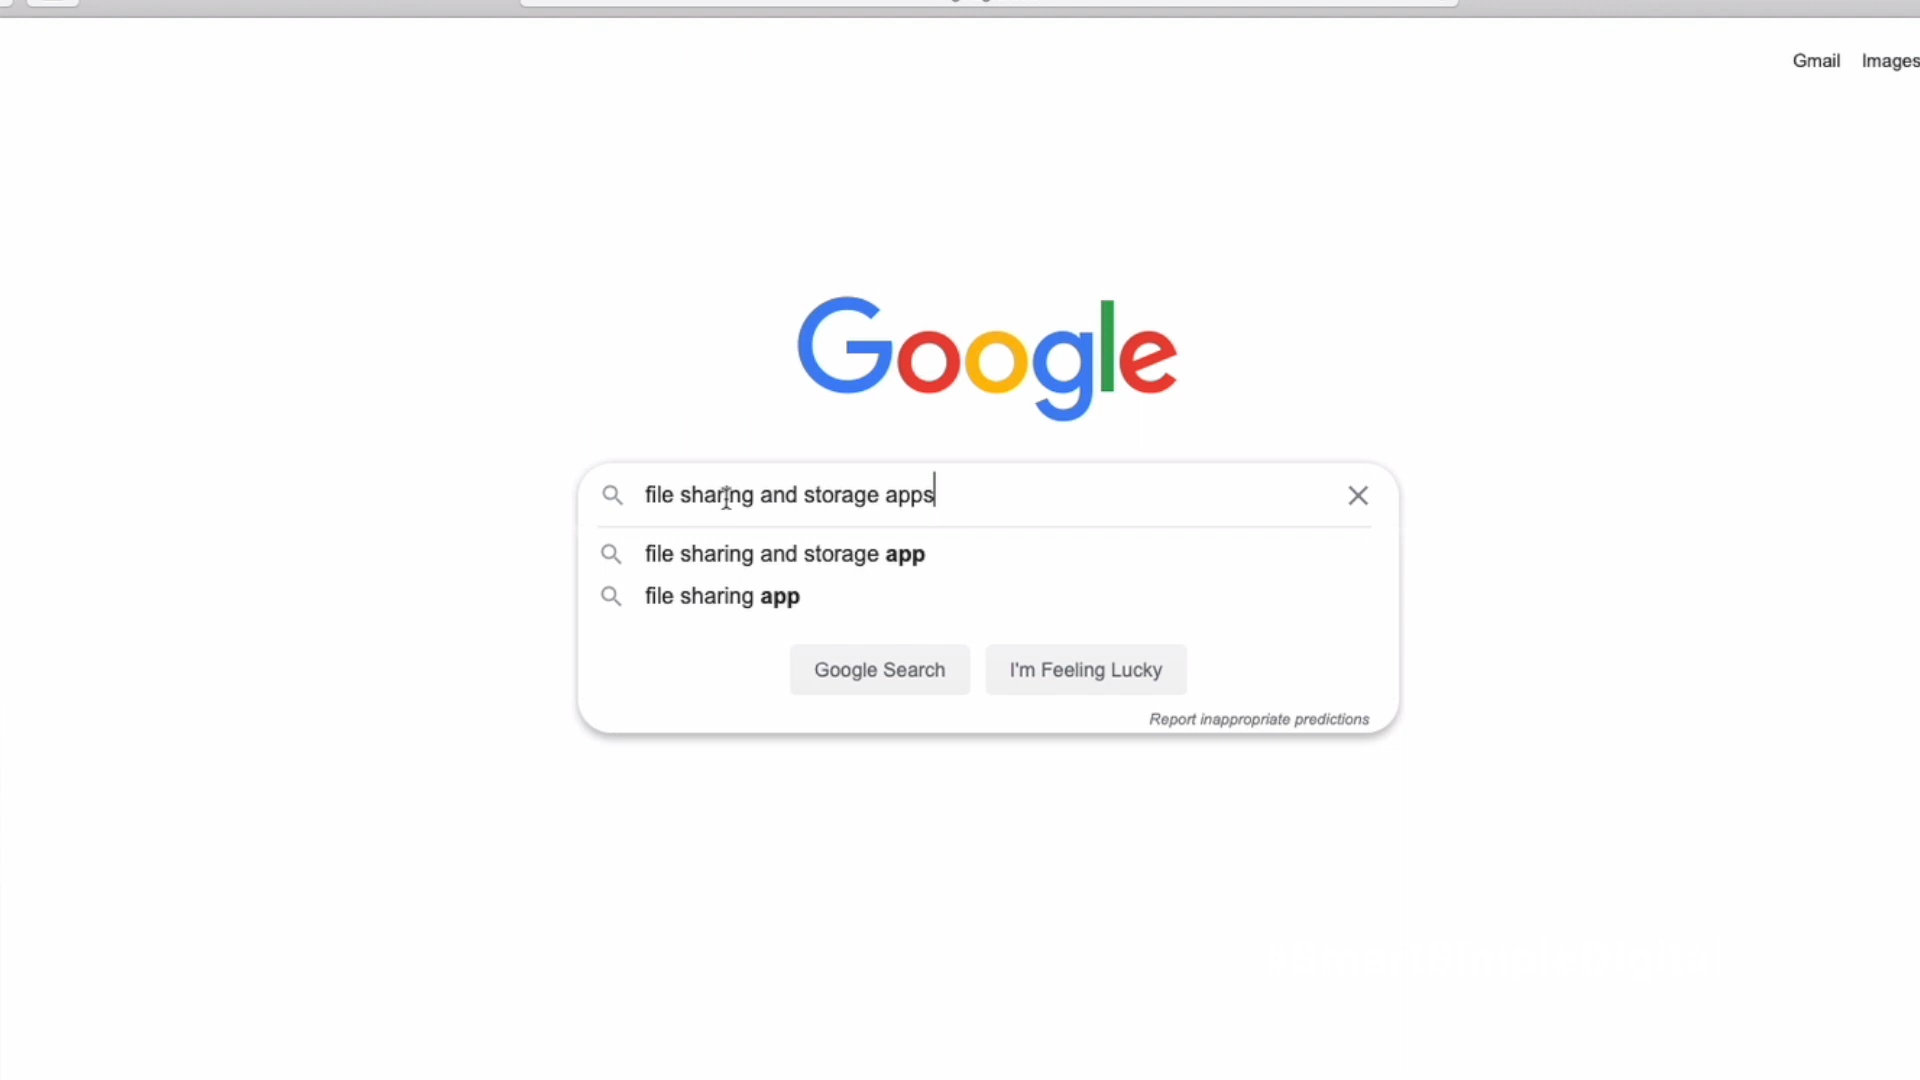 Gmail Images
Google
file sharing and storage apps
file sharing and storage app
file sharing app
Google Search I'm Feeling Lucky
Report inappropriate predictions